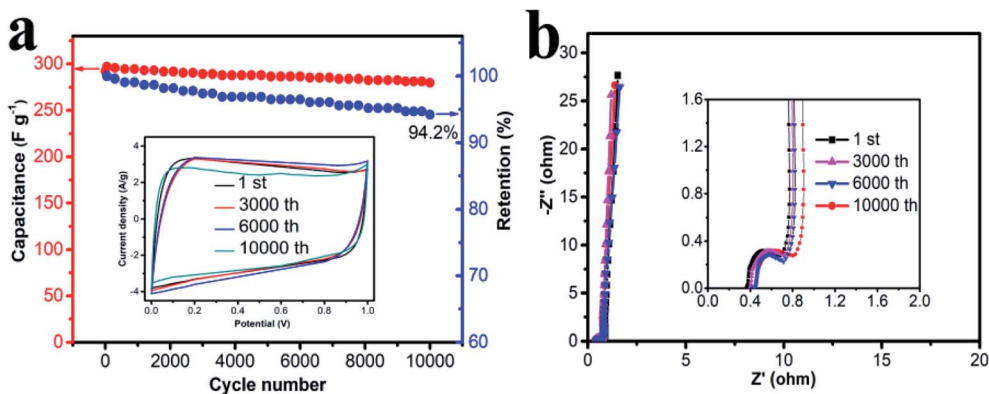 a
Capacitance (F g⁻¹)
300
250
200
150
100
50
0
0 2000 4000 6000 8000 10000
Cycle number
100
95
90
85
80
75
70
65
60
Retention (%)
94.2%
Current density (A/g)
4
2
0
-2
-4
0.0 0.2 0.4 0.6 0.8 1.0
Potential (V)
1 st
3000 th
6000 th
10000 th
b
-Z'' (ohm)
30
25
20
15
10
5
0
0 5 10 15 20
Z' (ohm)
1.6
1.2
0.8
0.4
0.0
0.0 0.4 0.8 1.2 1.6 2.0
1 st
3000 th
6000 th
10000 th